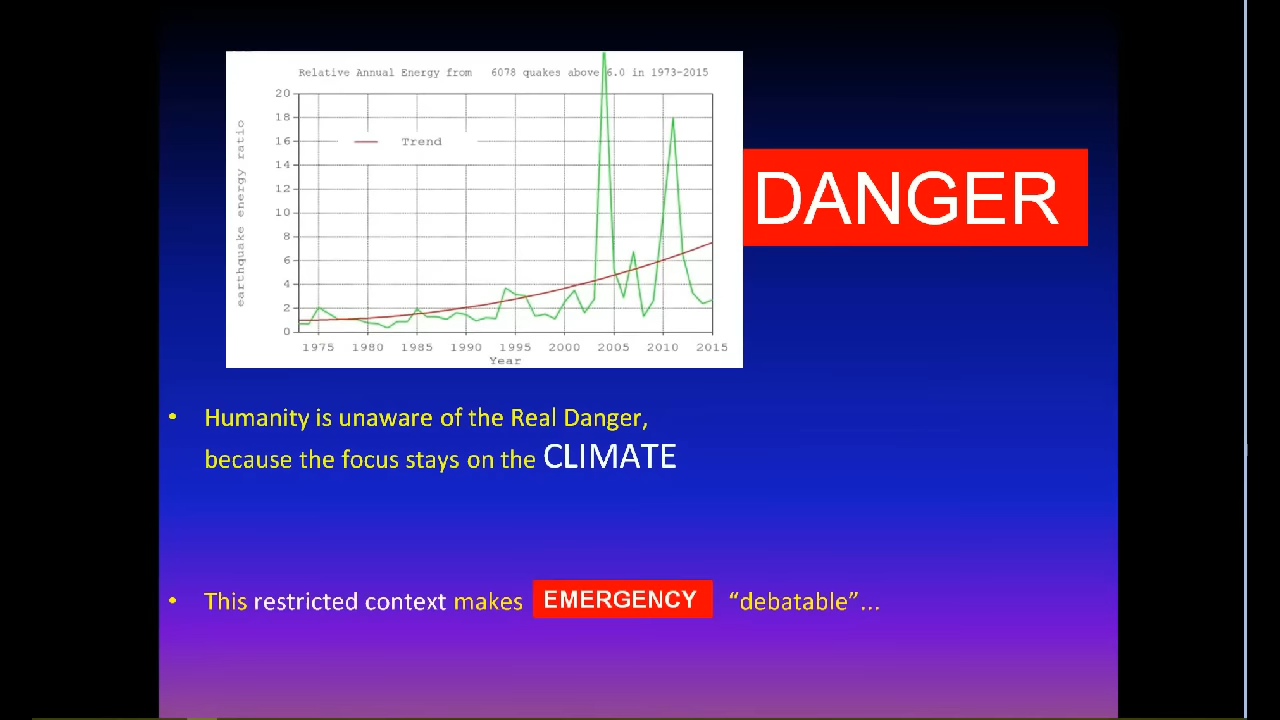 Relative Annual Energy from 6078 quakes above 6.0 in 1973-2015
earthquake energy ratio
20
18
16
Trend
14
12
10
8
6
4
2
0
1975 1980 1985 1990 1995 2000 2005 2010 2015
Year
DANGER
• Humanity is unaware of the Real Danger,
because the focus stays on the CLIMATE
• This restricted context makes EMERGENCY “debatable”...